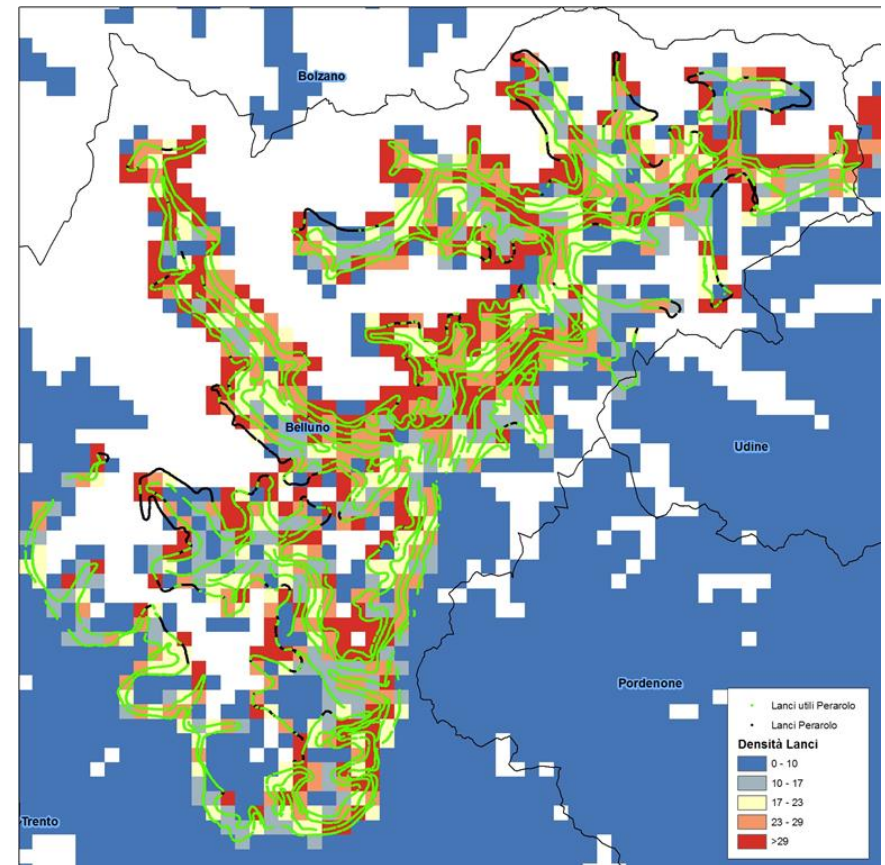 Bolzano
Belluno
Udine
Pordenone
Trento
Lanci utili Perarolo
Lanci Perarolo
Densità Lanci
0 - 10
10 - 17
17 - 23
23 - 29
>29